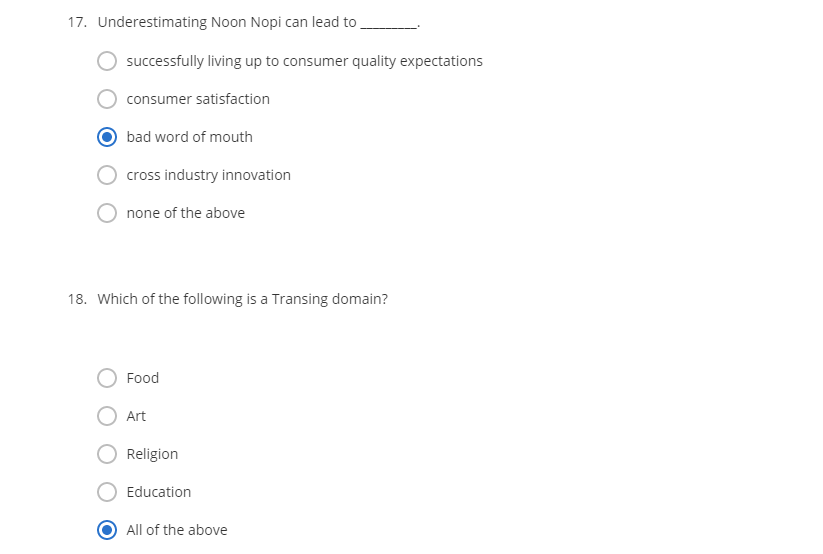 17. Underestimating Noon Nopi can lead to _________.
successfully living up to consumer quality expectations
consumer satisfaction
bad word of mouth
cross industry innovation
none of the above
18. Which of the following is a Transing domain?
Food
Art
Religion
Education
All of the above